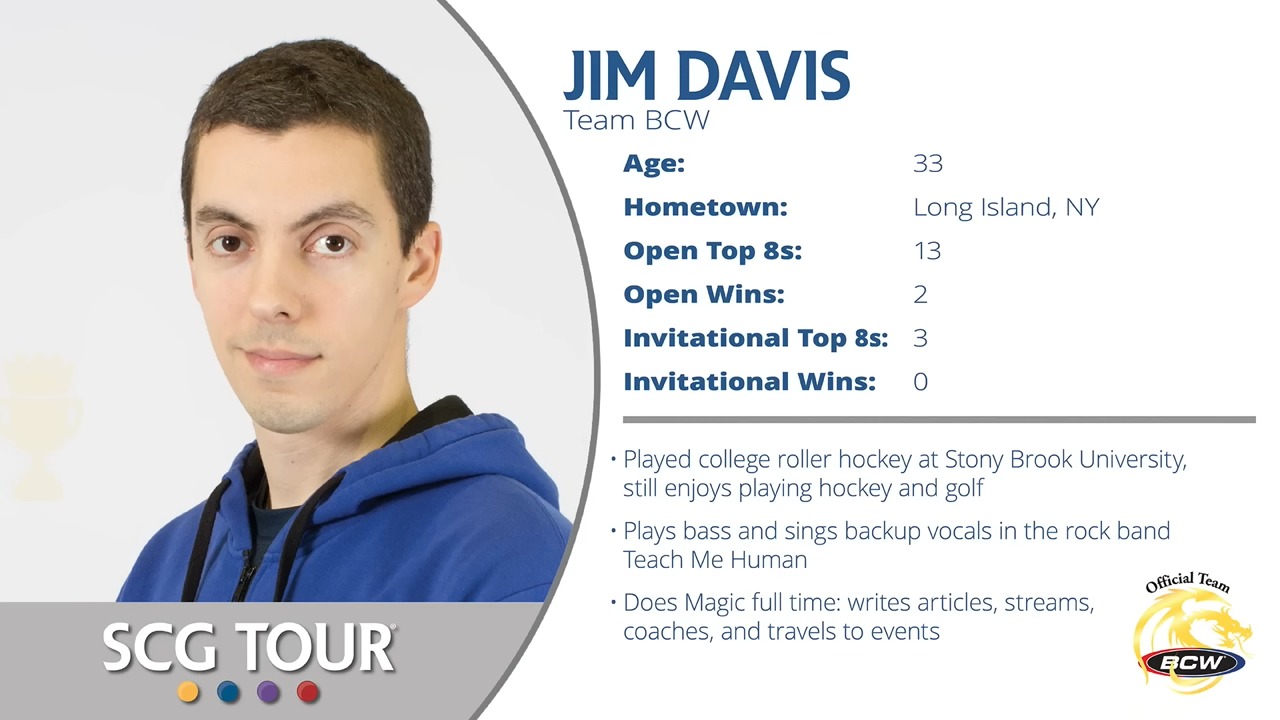 JIM DAVIS
Team BCW
Age: 33
Hometown: Long Island, NY
Open Top 8s: 13
Open Wins: 2
Invitational Top 8s: 3
Invitational Wins: 0
• Played college roller hockey at Stony Brook University,
still enjoys playing hockey and golf
• Plays bass and sings backup vocals in the rock band
Teach Me Human
• Does Magic full time: writes articles, streams,
coaches, and travels to events
SCG TOUR®
Official Team
BCW